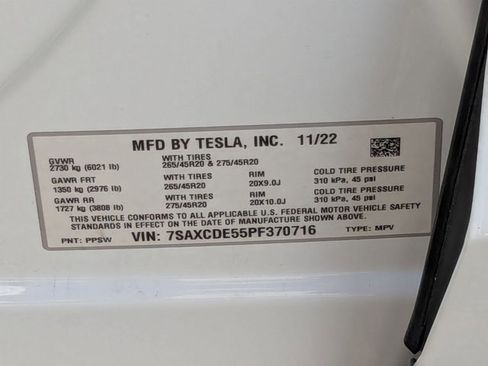 MFD BY TESLA, INC. 11/22
GVWR
2730 kg (6021 lb)
WITH TIRES
265/45R20 & 275/45R20
GAWR FRT
1350 kg (2976 lb)
WITH TIRES
265/45R20
RIM
20X9.0J
COLD TIRE PRESSURE
310 kPa, 45 psi
GAWR RR
1727 kg (3808 lb)
WITH TIRES
275/45R20
RIM
20X10.0J
COLD TIRE PRESSURE
310 kPa, 45 psi
THIS VEHICLE CONFORMS TO ALL APPLICABLE U.S. FEDERAL MOTOR VEHICLE SAFETY
STANDARDS IN EFFECT ON THE DATE OF MANUFACTURE SHOWN ABOVE.
PNT: PPSW VIN: 7SAXCDE55PF370716 TYPE: MPV